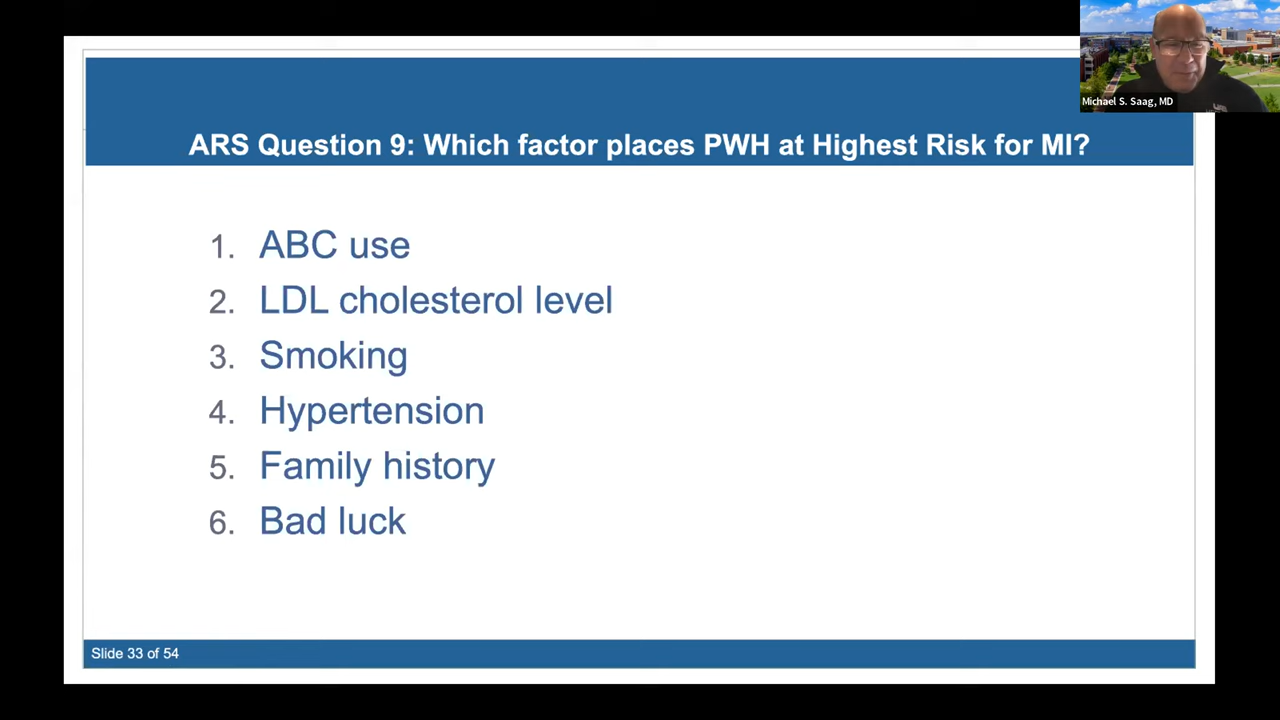 Michael S. Saag, MD
ARS Question 9: Which factor places PWH at Highest Risk for MI?
1. ABC use
2. LDL cholesterol level
3. Smoking
4. Hypertension
5. Family history
6. Bad luck
Slide 33 of 54